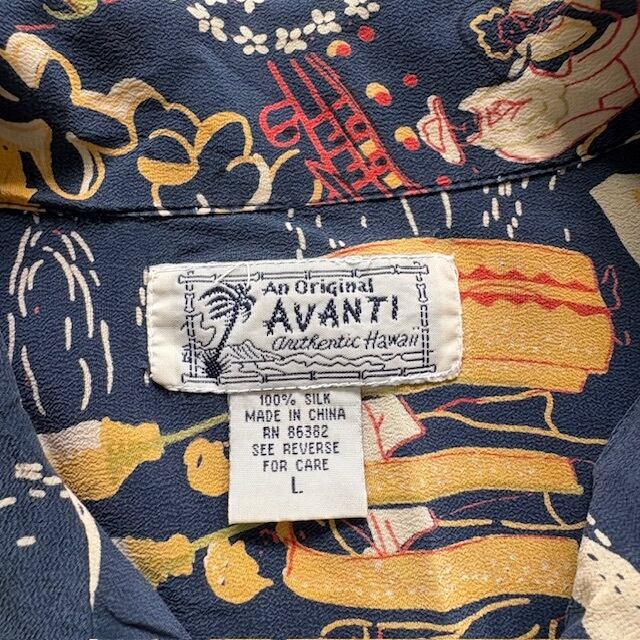 An Original
AVANTI
Authentic Hawaii
100% SILK
MADE IN CHINA
RN 86382
SEE REVERSE
FOR CARE
L.